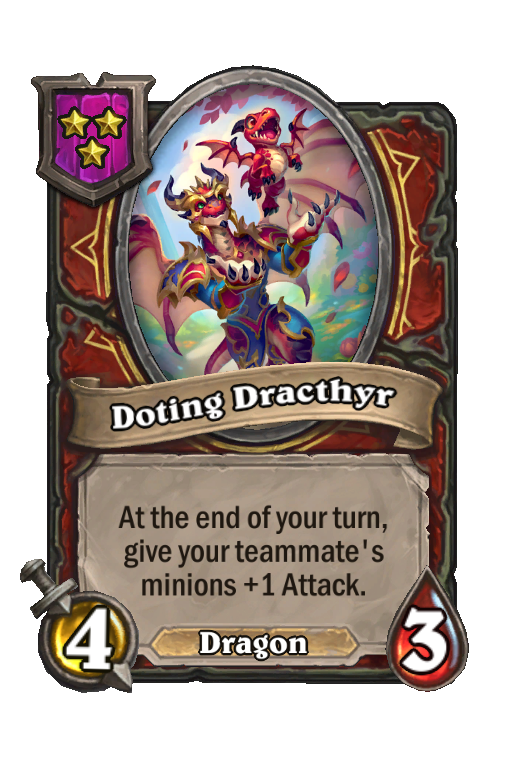 Doting Dracthyr
At the end of your turn,
give your teammate's
minions +1 Attack.
4
Dragon
3